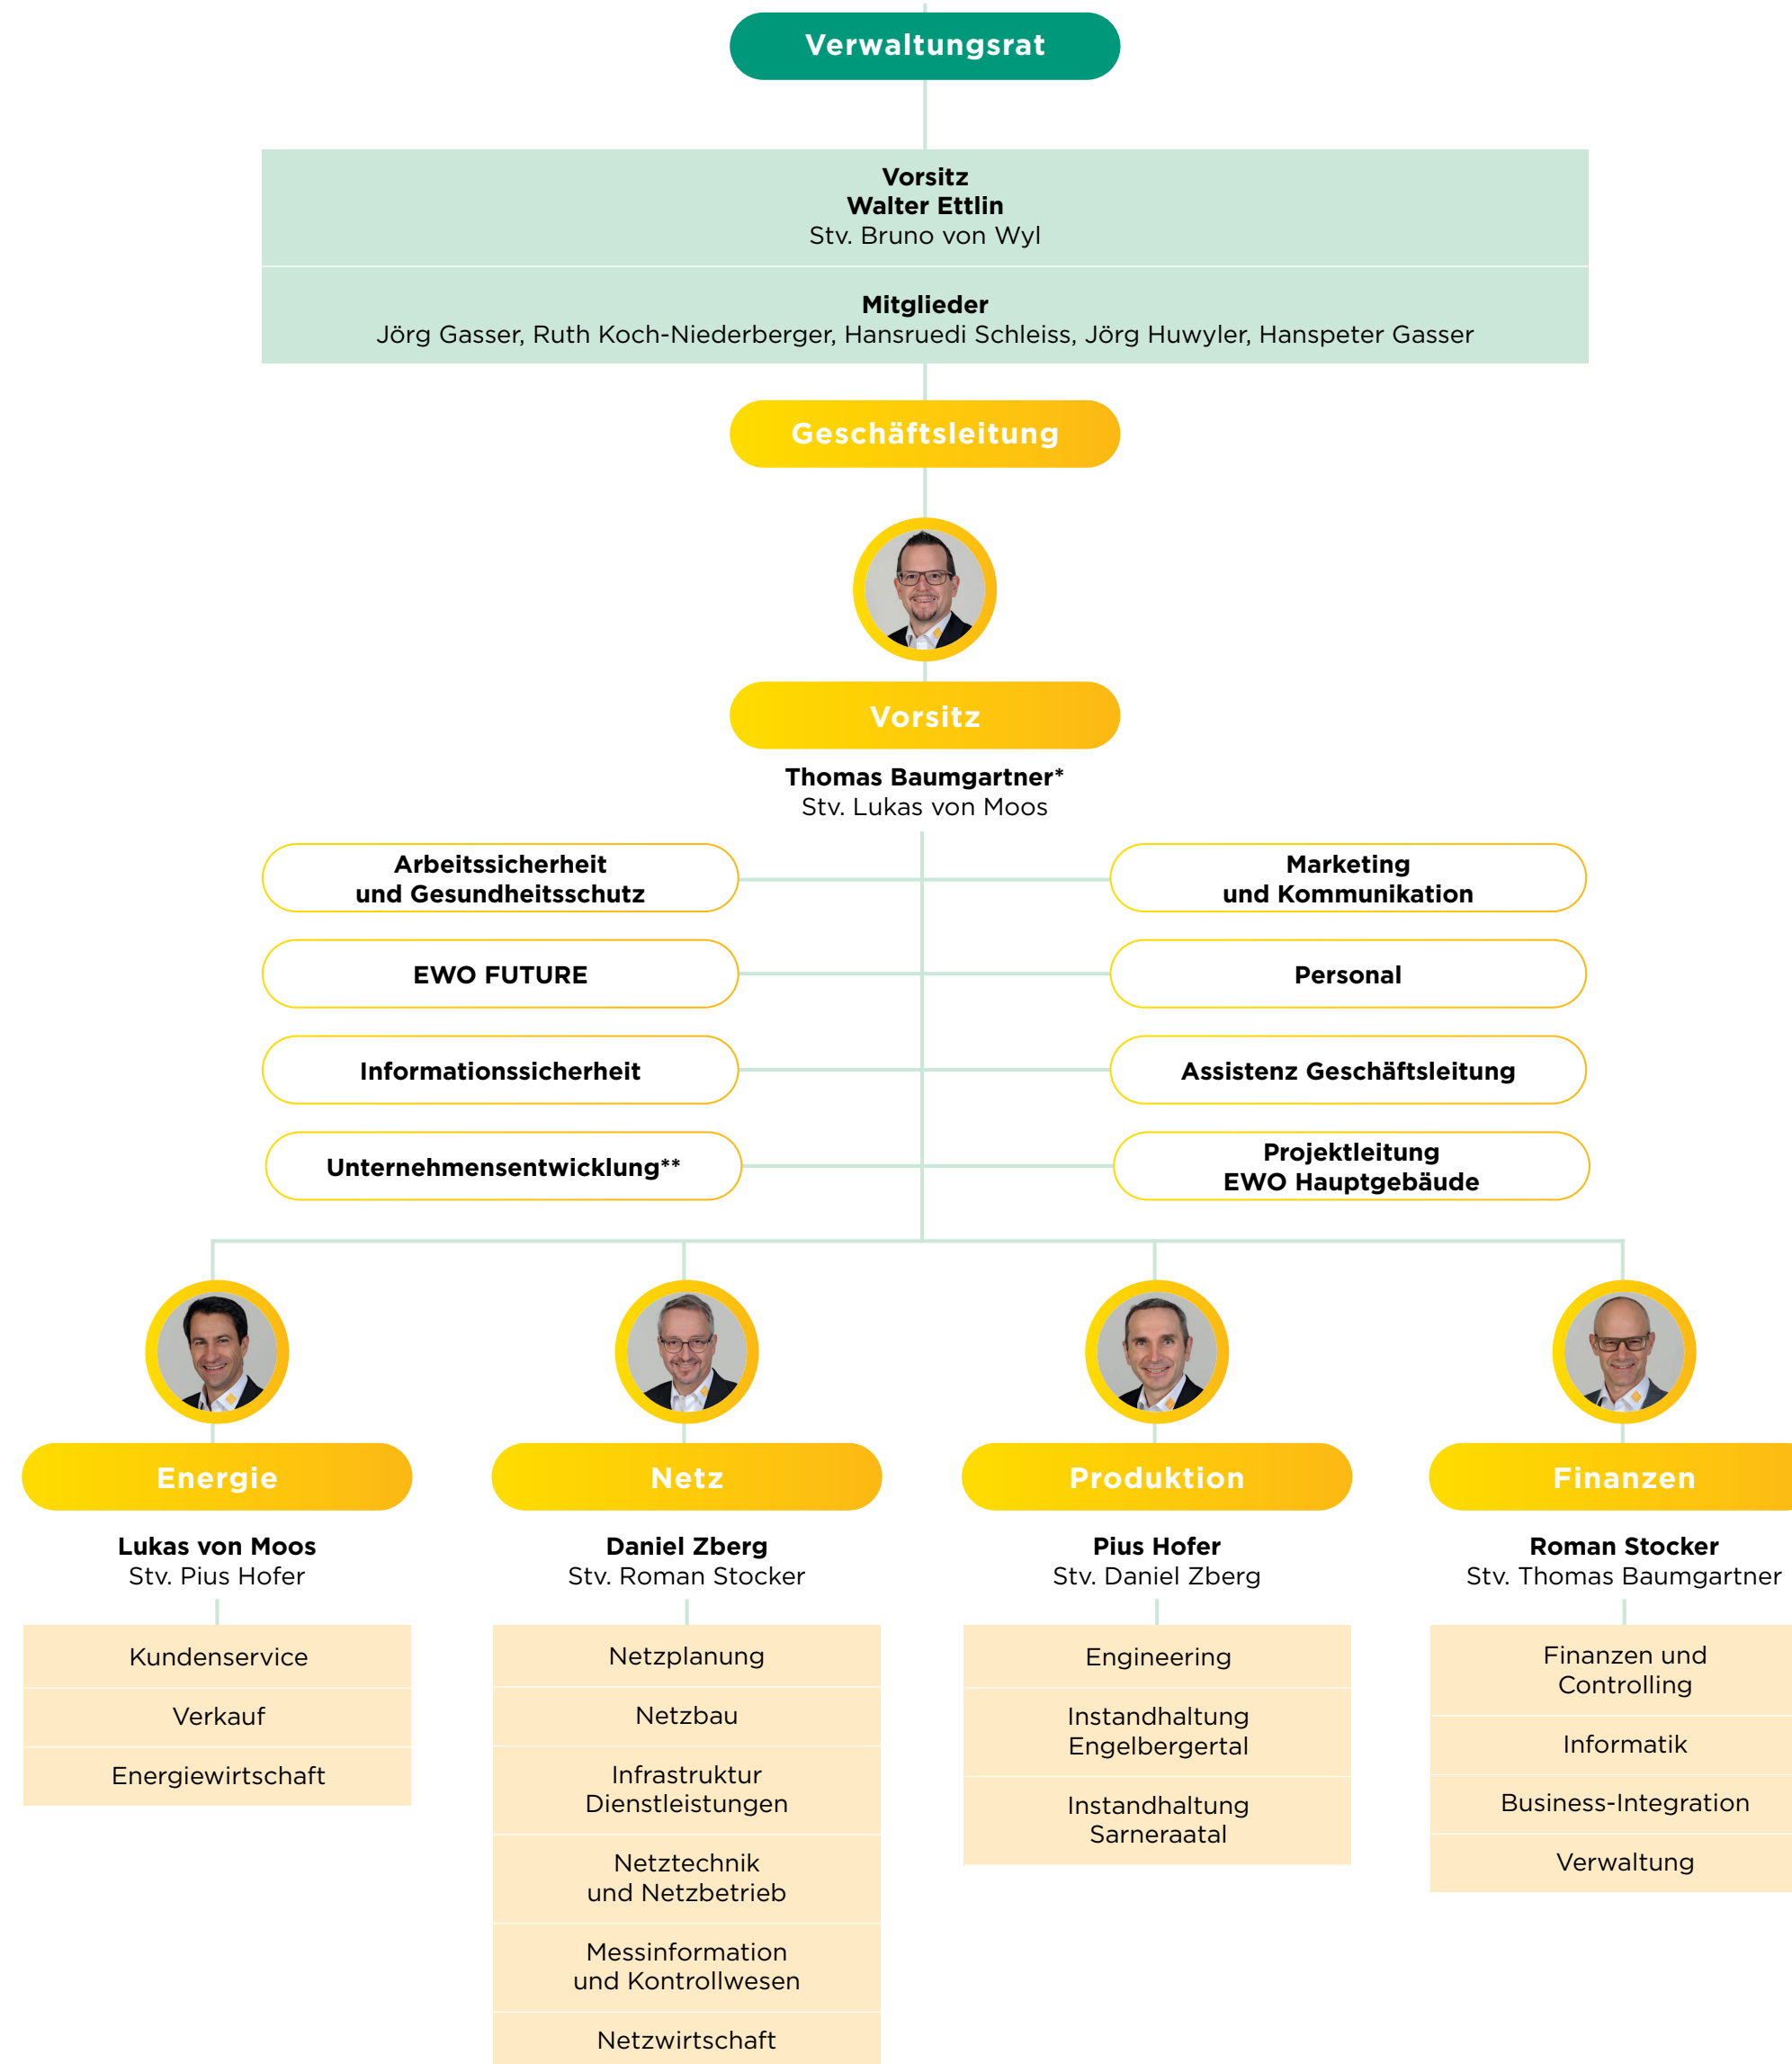 Verwaltungsrat
Vorsitz
Walter Ettlin
Stv. Bruno von Wyl
Mitglieder
Jörg Gasser, Ruth Koch-Niederberger, Hansruedi Schleiss, Jörg Huwyler, Hanspeter Gasser
Geschäftsleitung
Vorsitz
Thomas Baumgartner*
Stv. Lukas von Moos
Arbeitssicherheit
und Gesundheitsschutz
Marketing
und Kommunikation
EWO FUTURE
Personal
Informationssicherheit
Assistenz Geschäftsleitung
Unternehmensentwicklung**
Projektleitung
EWO Hauptgebäude
Energie
Lukas von Moos
Stv. Pius Hofer
Kundenservice
Verkauf
Energiewirtschaft
Netz
Daniel Zberg
Stv. Roman Stocker
Netzplanung
Netzbau
Infrastruktur
Dienstleistungen
Netztechnik
und Netzbetrieb
Messinformation
und Kontrollwesen
Netzwirtschaft
Produktion
Pius Hofer
Stv. Daniel Zberg
Engineering
Instandhaltung
Engelbergertal
Instandhaltung
Sarneraatal
Finanzen
Roman Stocker
Stv. Thomas Baumgartner
Finanzen und
Controlling
Informatik
Business-Integration
Verwaltung